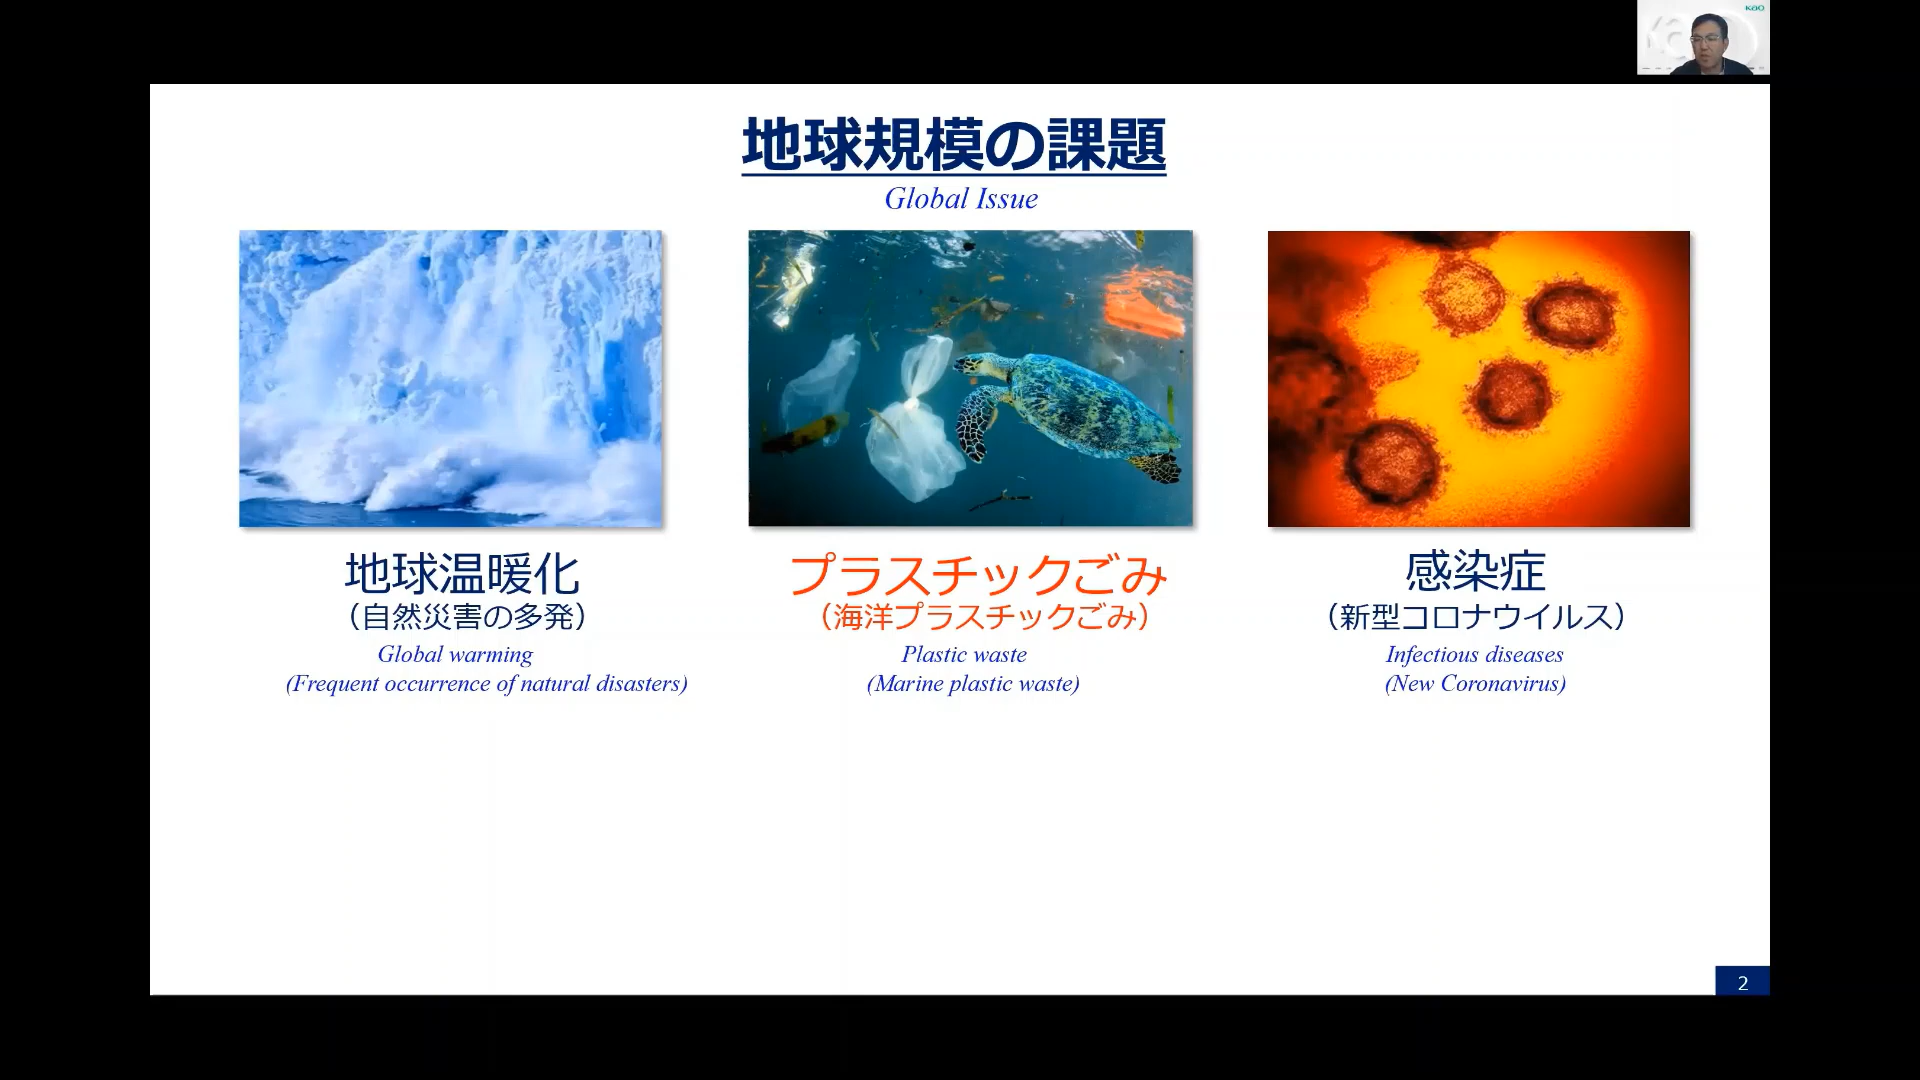 Kao
地球規模の課題
Global Issue
地球温暖化
（自然災害の多発）
Global warming
(Frequent occurrence of natural disasters)
プラスチックごみ
（海洋プラスチックごみ）
Plastic waste
(Marine plastic waste)
感染症
（新型コロナウイルス）
Infectious diseases
(New Coronavirus)
2